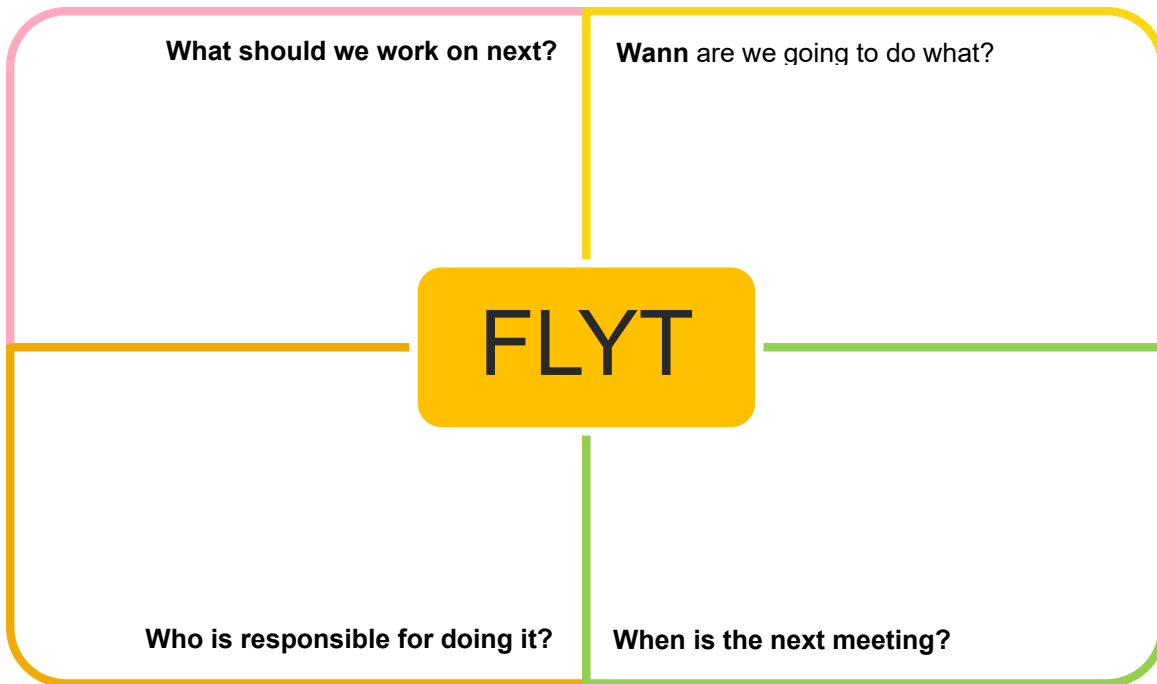 What should we work on next?
Wann are we going to do what?
FLYT
Who is responsible for doing it?
When is the next meeting?